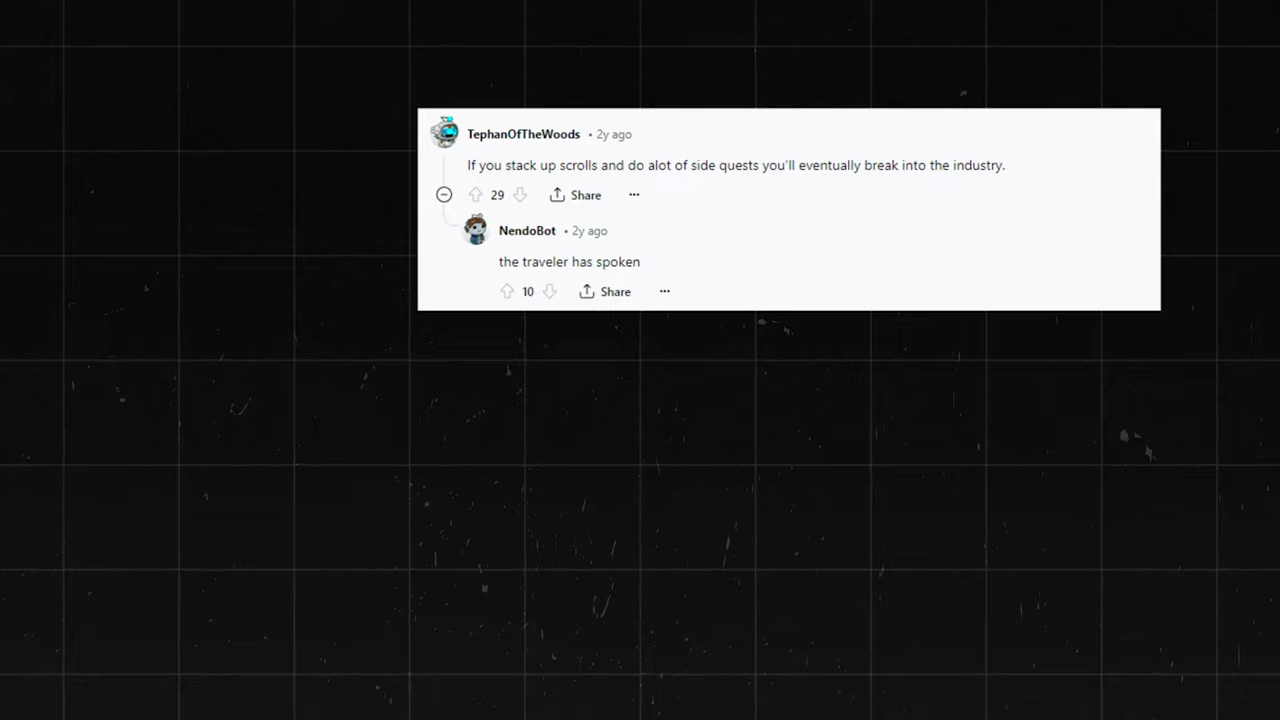 TephanOfTheWoods • 2y ago
If you stack up scrolls and do alot of side quests you'll eventually break into the industry.
29 Share ...
NendoBot • 2y ago
the traveler has spoken
10 Share ...